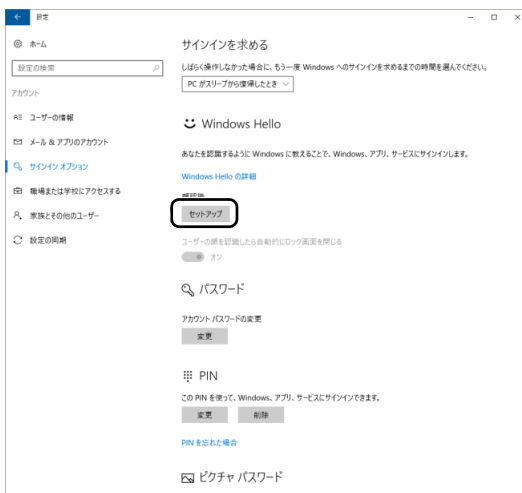 設定
ホーム
設定の検索
アカウント
ユーザーの情報
メール & アプリのアカウント
サインイン オプション
職場または学校にアクセスする
家族とその他のユーザー
設定の同期
サインインを求める
しばらく操作しなかった場合に、もう一度 Windows へのサインインを求めるまでの時間を選んでください。
PC がスリープから復帰したとき
Windows Hello
あなたを認識するように Windows に教えることで、Windows、アプリ、サービスにサインインします。
Windows Hello の詳細
顔認識
セットアップ
ユーザーの顔を認識したら自動的にロック画面を閉じる
オン
パスワード
アカウント パスワードの変更
変更
PIN
この PIN を使って、Windows、アプリ、サービスにサインインできます。
変更 削除
PIN を忘れた場合
ピクチャ パスワード